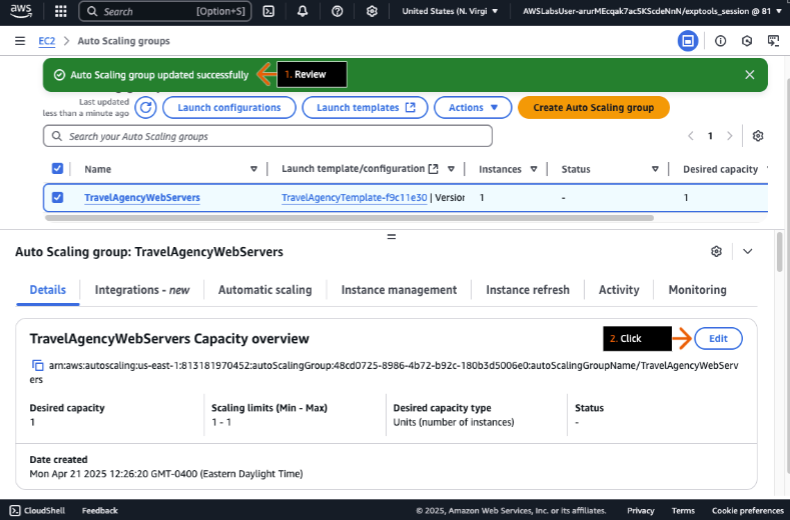 aws Search [Option+S] United States (N. Virgi AWSLabsUser-arurMEcqak7ac5KScdeNnN/exptools_session @ 81
EC2 > Auto Scaling groups
Auto Scaling group updated successfully 1. Review
Last updated
less than a minute ago
Launch configurations Launch templates Actions Create Auto Scaling group
Search your Auto Scaling groups 1
Name Launch template/configuration Instances Status Desired capacity
TravelAgencyWebServers TravelAgencyTemplate-f9c11e30 | Version 1 - 1
Auto Scaling group: TravelAgencyWebServers
Details Integrations - new Automatic scaling Instance management Instance refresh Activity Monitoring
TravelAgencyWebServers Capacity overview 2. Click Edit
arn:aws:autoscaling:us-east-1:813181970452:autoScalingGroup:48cd0725-8986-4b72-b92c-180b3d5006e0:autoScalingGroupName/TravelAgencyWebServ
ers
Desired capacity Scaling limits (Min - Max) Desired capacity type Status
1 1 - 1 Units (number of instances) -
Date created
Mon Apr 21 2025 12:26:20 GMT-0400 (Eastern Daylight Time)
CloudShell Feedback © 2025, Amazon Web Services, Inc. or its affiliates. Privacy Terms Cookie preferences